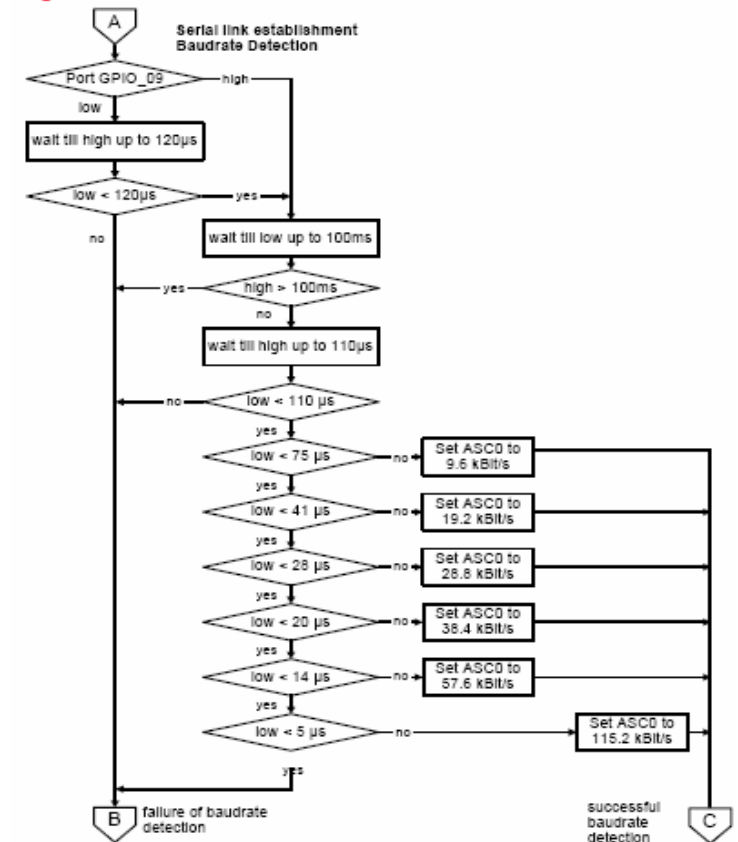 A
Serial link establishment
Baudrate Detection
Port GPIO_09
high
low
wait till high up to 120µs
low < 120µs
yes
no
wait till low up to 100ms
yes
high > 100ms
no
wait till high up to 110µs
no
low < 110 µs
yes
low < 75 µs
no
Set ASC0 to
9.6 kBit/s
yes
low < 41 µs
no
Set ASC0 to
19.2 kBit/s
yes
low < 28 µs
no
Set ASC0 to
28.8 kBit/s
yes
low < 20 µs
no
Set ASC0 to
38.4 kBit/s
yes
low < 14 µs
no
Set ASC0 to
57.6 kBit/s
yes
low < 5 µs
no
Set ASC0 to
115.2 kBit/s
yes
B
failure of baudrate
detection
successful
baudrate
detection
C